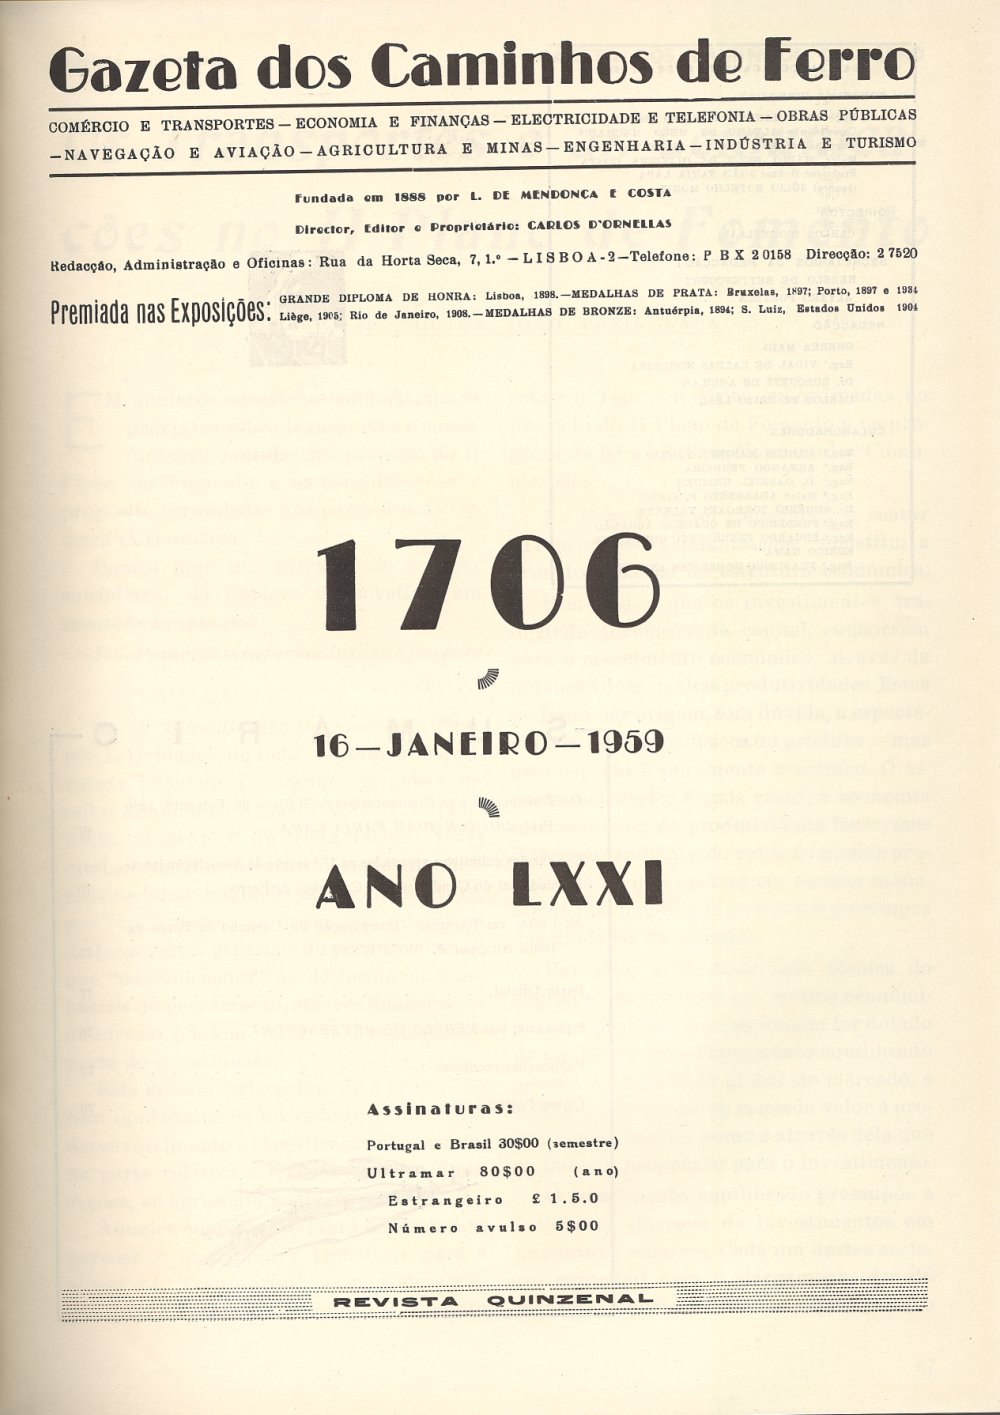 Gazeta dos Caminhos de Ferro
COMÉRCIO E TRANSPORTES — ECONOMIA E FINANÇAS — ELECTRICIDADE E TELEFONIA — OBRAS PÚBLICAS
— NAVEGAÇÃO E AVIAÇÃO — AGRICULTURA E MINAS — ENGENHARIA — INDÚSTRIA E TURISMO
Fundada em 1888 por L. DE MENDONÇA E COSTA
Director, Editor e Proprietário: CARLOS D'ORNELLAS
Redacção, Administração e Oficinas: Rua da Horta Seca, 7, 1.º — LISBOA-2 — Telefone: P B X 20158 Direcção: 27520
Premiada nas Exposições:
GRANDE DIPLOMA DE HONRA: Lisboa, 1898. — MEDALHAS DE PRATA: Bruxelas, 1897; Porto, 1897 e 1934
Liège, 1905; Rio de Janeiro, 1908. — MEDALHAS DE BRONZE: Antuérpia, 1894; S. Luiz, Estados Unidos 1904
1706
16 — JANEIRO — 1959
ANO LXXI
Assinaturas:
Portugal e Brasil 30$00 (semestre)
Ultramar 80$00 (ano)
Estrangeiro £ 1.5.0
Número avulso 5$00
REVISTA QUINZENAL